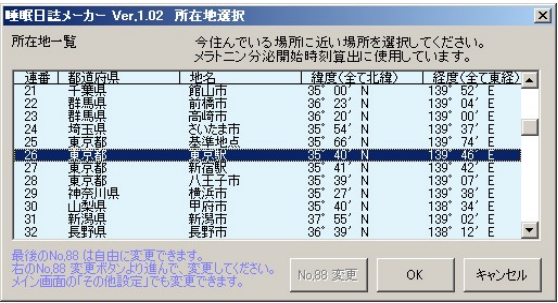 睡眠日誌メーカー Ver.1.02 所在地選択
所在地一覧
今住んでいる場所に近い場所を選択してください。
メラトニン分泌開始時刻算出に使用しています。
連番 都道府県 地名 緯度(全て北緯) 経度(全て東経)
21 千葉県 館山市 35° 00′ N 139° 52′ E
22 群馬県 前橋市 36° 23′ N 139° 04′ E
23 群馬県 高崎市 36° 20′ N 139° 00′ E
24 埼玉県 さいたま市 35° 54′ N 139° 37′ E
25 東京都 基準地点 35° 66′ N 139° 74′ E
26 東京都 東京駅 35° 40′ N 139° 46′ E
27 東京都 新宿駅 35° 41′ N 139° 42′ E
28 東京都 八王子市 35° 39′ N 139° 07′ E
29 神奈川県 横浜市 35° 27′ N 139° 38′ E
30 山梨県 甲府市 35° 40′ N 138° 34′ E
31 新潟県 新潟市 37° 55′ N 139° 02′ E
32 長野県 長野市 36° 39′ N 138° 12′ E
最後のNo,88 は自由に変更できます。
右のNo,88 変更ボタンより進んで、変更してください。
メイン画面の「その他設定」でも変更できます。
No,88 変更 OK キャンセル